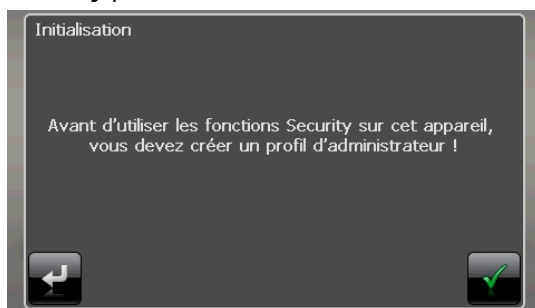 Initialisation
Avant d'utiliser les fonctions Security sur cet appareil,
vous devez créer un profil d'administrateur !